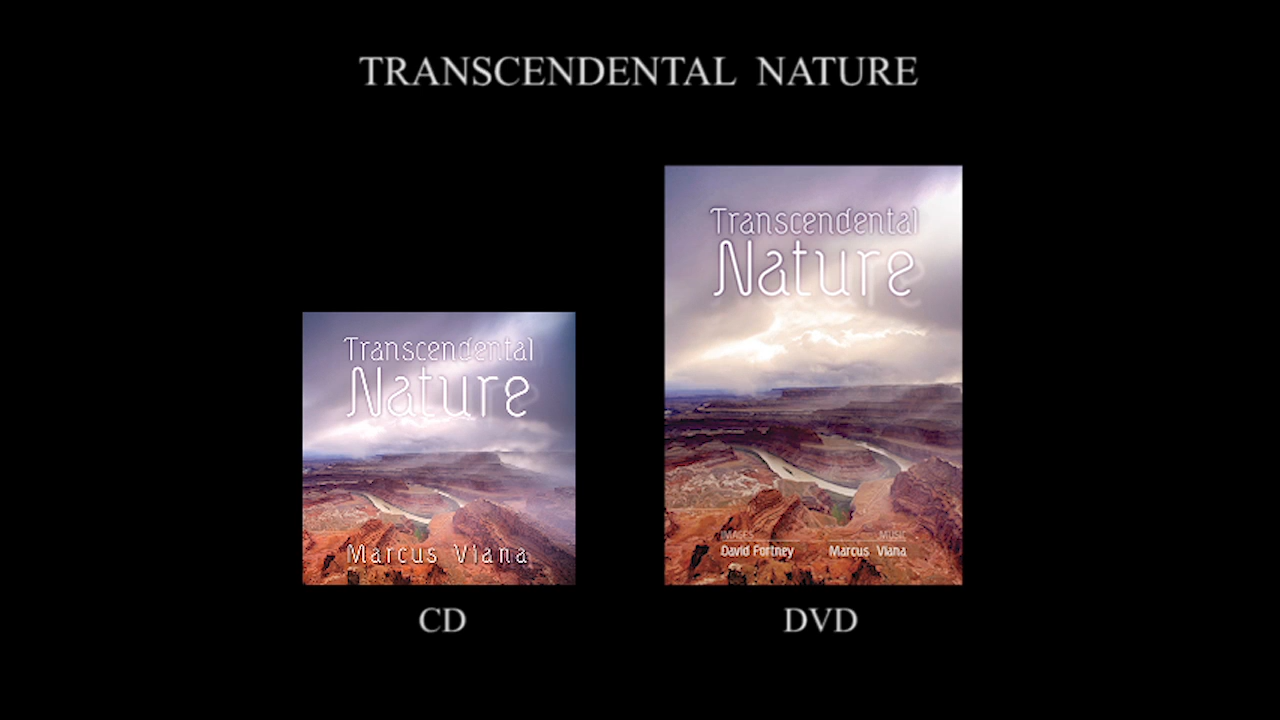 TRANSCENDENTAL NATURE
Transcendental
Nature
Marcus Viana
CD
Transcendental
Nature
IMAGES
David Fortney
MUSIC
Marcus Viana
DVD